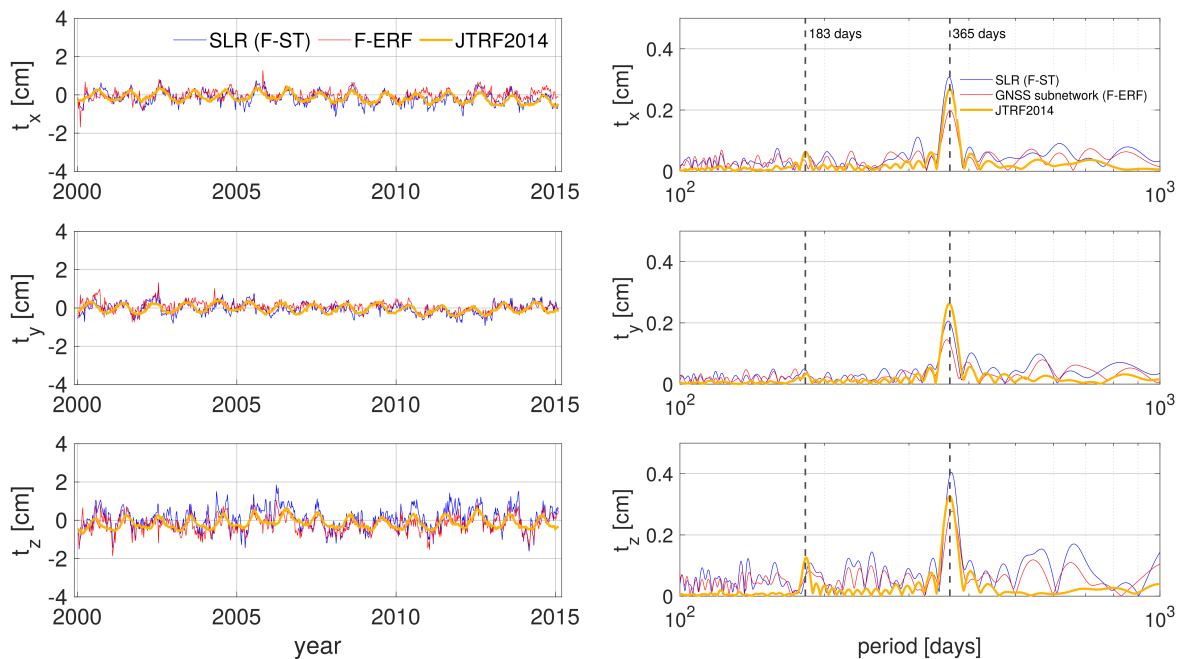 4
2
0
-2
-4
t_x [cm]
SLR (F-ST) F-ERF JTRF2014
2000 2005 2010 2015
0.4
0.2
0
t_x [cm]
183 days 365 days
SLR (F-ST)
GNSS subnetwork (F-ERF)
JTRF2014
10^2 10^3
4
2
0
-2
-4
t_y [cm]
2000 2005 2010 2015
0.4
0.2
0
t_y [cm]
10^2 10^3
4
2
0
-2
-4
t_z [cm]
2000 2005 2010 2015
year
0.4
0.2
0
t_z [cm]
10^2 10^3
period [days]